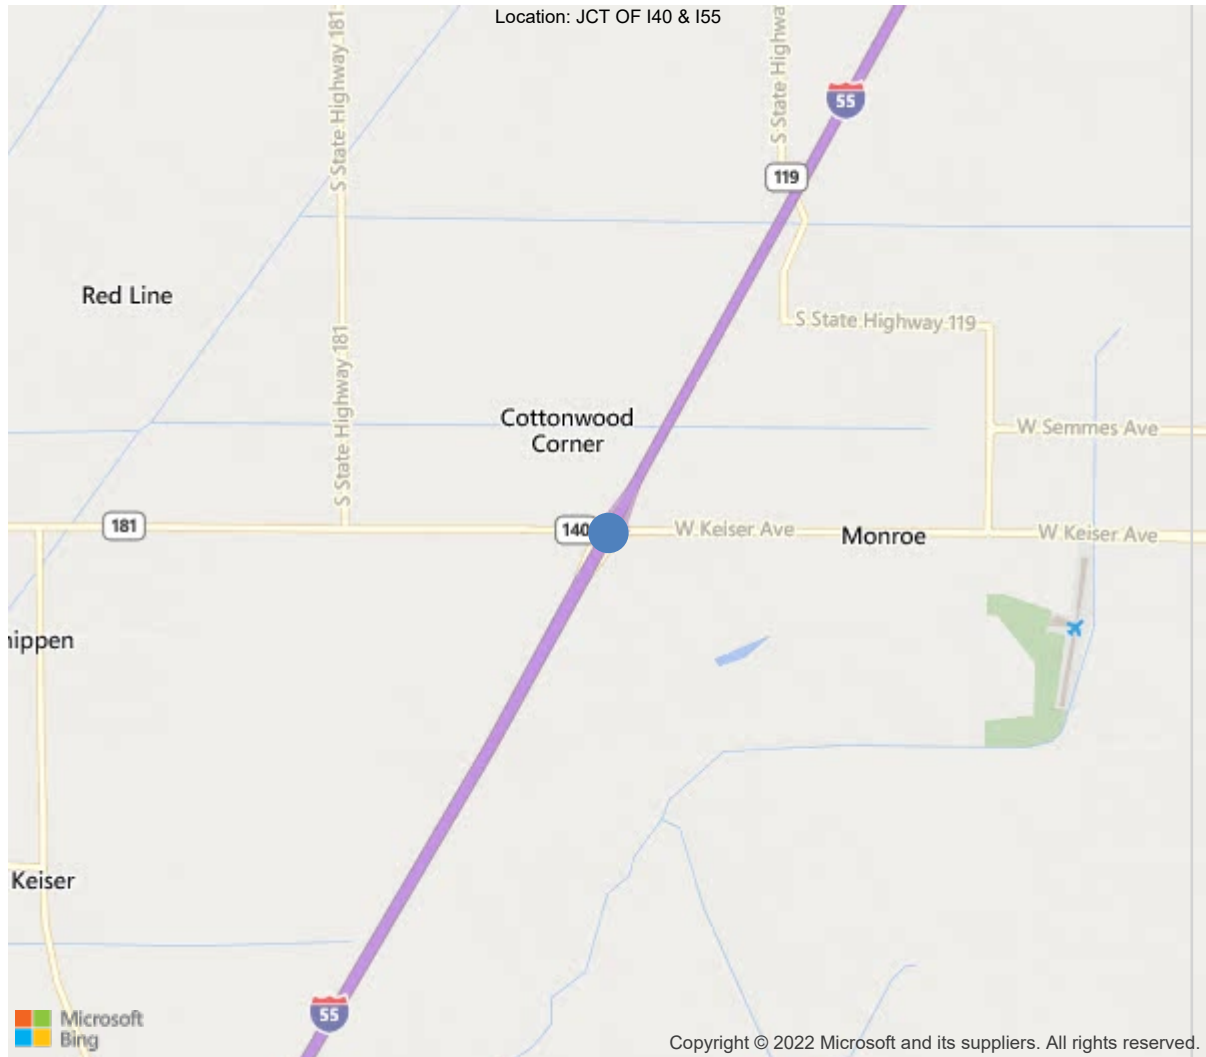 Location: JCT OF I40 & I55
S State Highway 181
S State Highwa
55
119
Red Line
S State Highway 119
S State Highway 181
Cottonwood
Corner
W Semmes Ave
181
140
W Keiser Ave
Monroe
W Keiser Ave
hippen
Keiser
55
Microsoft
Bing
Copyright © 2022 Microsoft and its suppliers. All rights reserved.